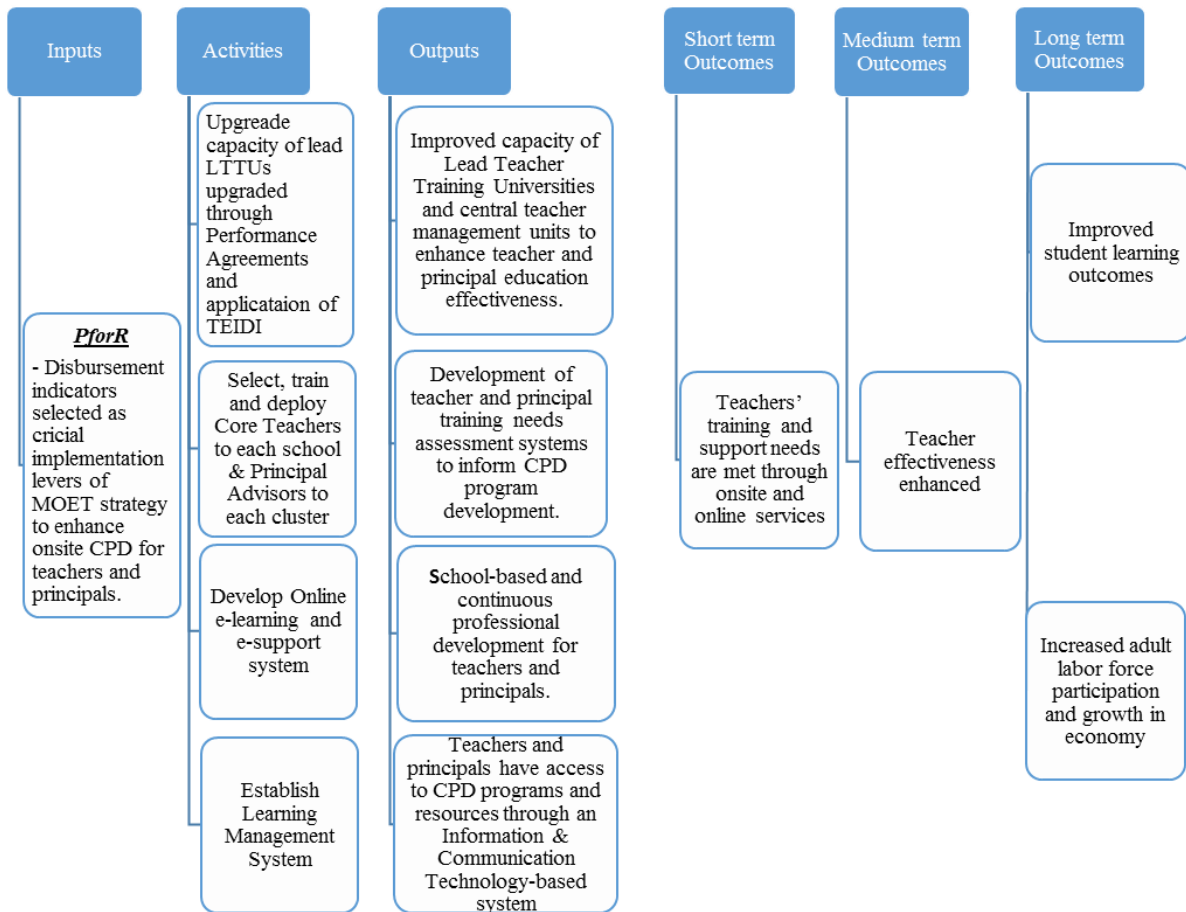 Inputs
PforR
- Disbursement
indicators
selected as
cricial
implementation
levers of
MOET strategy
to enhance
onsite CPD for
teachers and
principals.
Activities
Upgreade
capacity of lead
LTTUs
upgraded
through
Performance
Agreements
and
applicataion of
TEIDI
Select, train
and deploy
Core Teachers
to each school
& Principal
Advisors to
each cluster
Develop Online
e-learning and
e-support
system
Establish
Learning
Management
System
Outputs
Improved capacity of
Lead Teacher
Training Universities
and central teacher
management units to
enhance teacher and
principal education
effectiveness.
Development of
teacher and principal
training needs
assessment systems
to inform CPD
program
development.
School-based and
continuous
professional
development for
teachers and
principals.
Teachers and
principals have access
to CPD programs and
resources through an
Information &
Communication
Technology-based
system
Short term
Outcomes
Teachers’
training and
support needs
are met through
onsite and
online services
Medium term
Outcomes
Teacher
effectiveness
enhanced
Long term
Outcomes
Improved
student learning
outcomes
Increased adult
labor force
participation
and growth in
economy